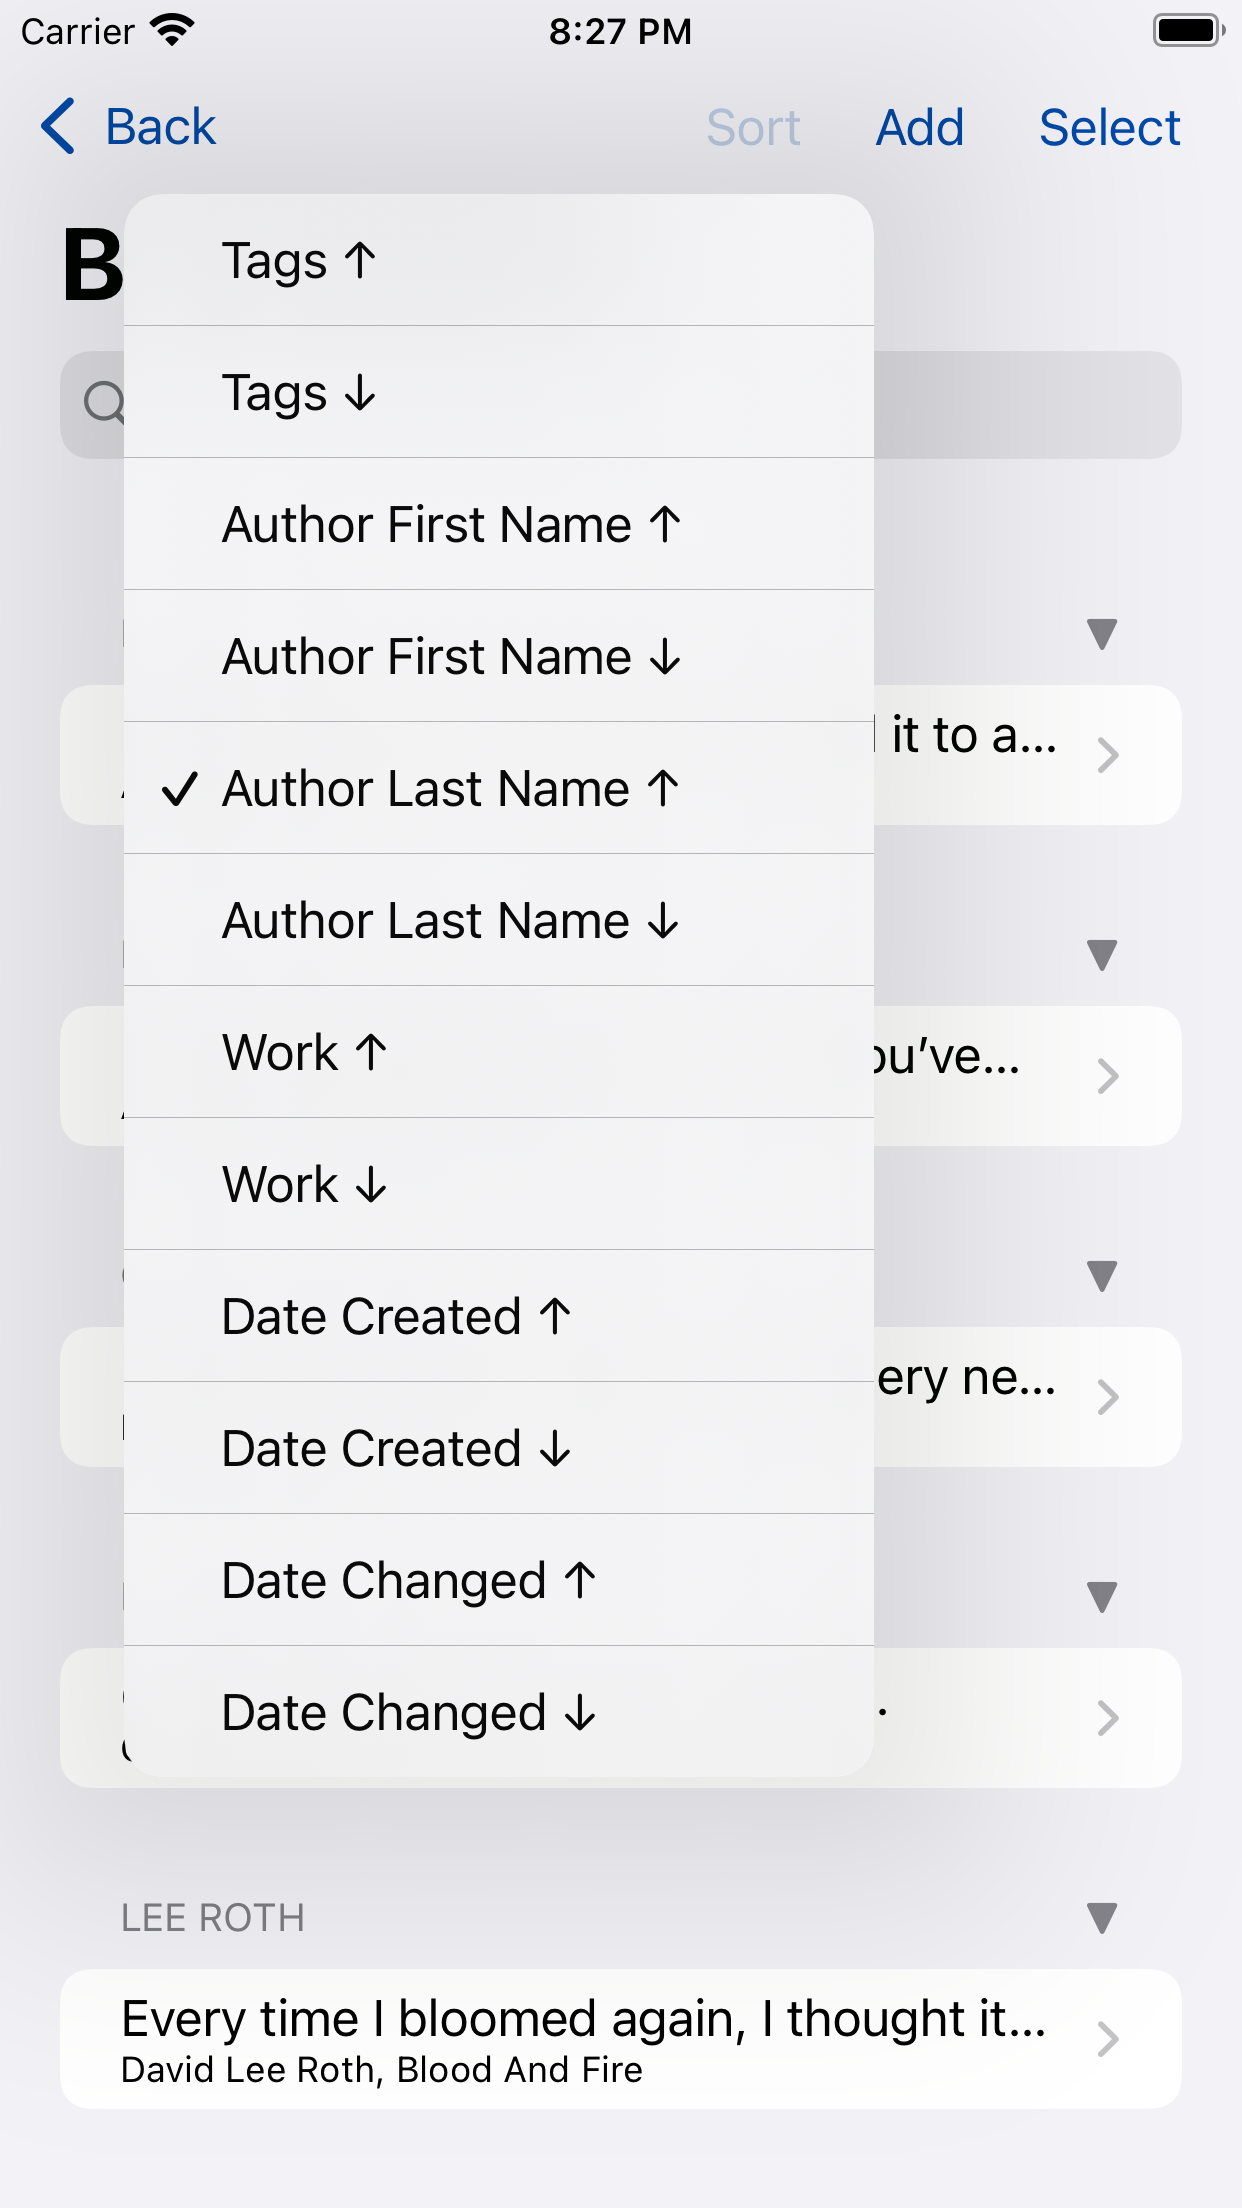 Carrier 8:27 PM
Back Sort Add Select
B
Tags ↑
Tags ↓
Author First Name ↑
Author First Name ↓
it to a...
✓ Author Last Name ↑
Author Last Name ↓
ou’ve...
Work ↑
Work ↓
Date Created ↑
ery ne...
Date Created ↓
Date Changed ↑
Date Changed ↓
LEE ROTH
Every time I bloomed again, I thought it...
David Lee Roth, Blood And Fire